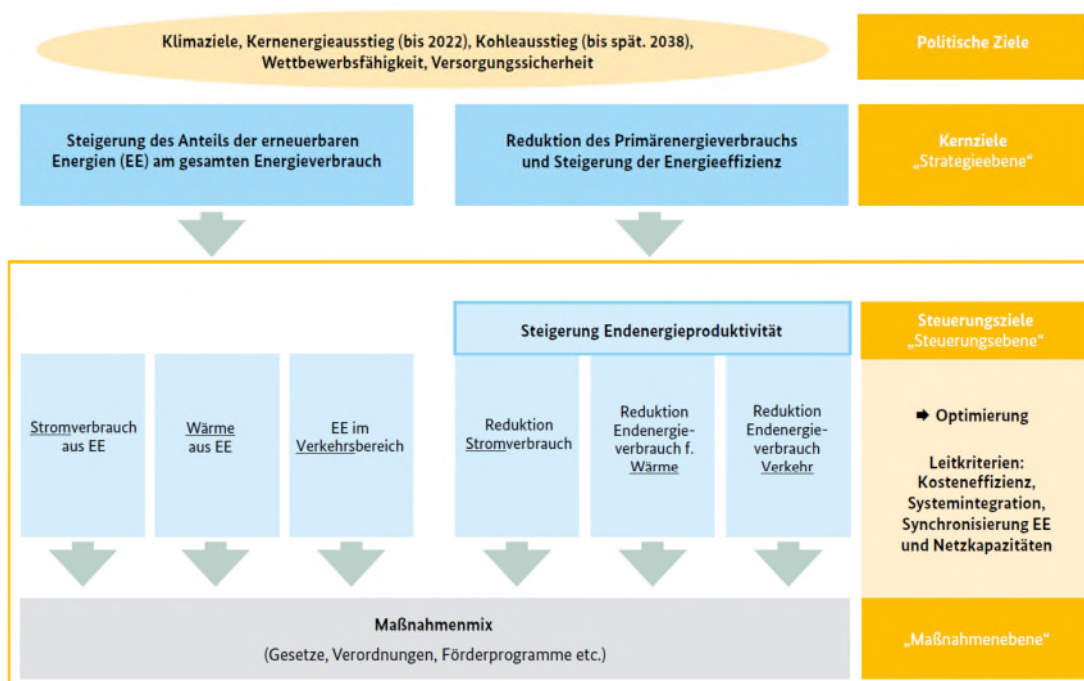 Klimaziele, Kernenergieausstieg (bis 2022), Kohleausstieg (bis spät. 2038),
Wettbewerbsfähigkeit, Versorgungssicherheit
Politische Ziele
Steigerung des Anteils der erneuerbaren
Energien (EE) am gesamten Energieverbrauch
Reduktion des Primärenergieverbrauchs
und Steigerung der Energieeffizienz
Kernziele
„Strategieebene“
Steigerung Endenergieproduktivität
Steuerungsziele
„Steuerungsebene“
Stromverbrauch
aus EE
Wärme
aus EE
EE im
Verkehrsbereich
Reduktion
Stromverbrauch
Reduktion
Endenergie-
verbrauch f.
Wärme
Reduktion
Endenergie-
verbrauch
Verkehr
➡ Optimierung
Leitkriterien:
Kosteneffizienz,
Systemintegration,
Synchronisierung EE
und Netzkapazitäten
Maßnahmenmix
(Gesetze, Verordnungen, Förderprogramme etc.)
„Maßnahmenebene“